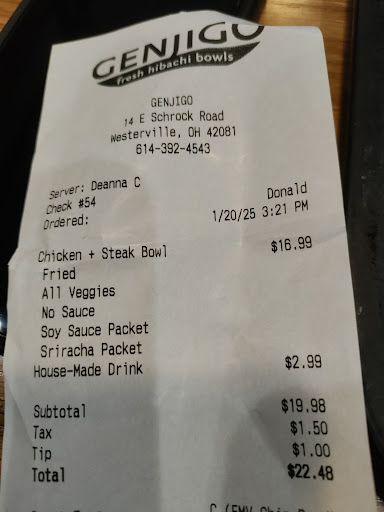 GENJIGO
fresh hibachi bowls
GENJIGO
14 E Schrock Road
Westerville, OH 42081
614-392-4543
Server: Deanna C
Check #54 Donald
Ordered: 1/20/25 3:21 PM
Chicken + Steak Bowl $16.99
Fried
All Veggies
No Sauce
Soy Sauce Packet
Sriracha Packet
House-Made Drink $2.99
Subtotal $19.98
Tax $1.50
Tip $1.00
Total $22.48